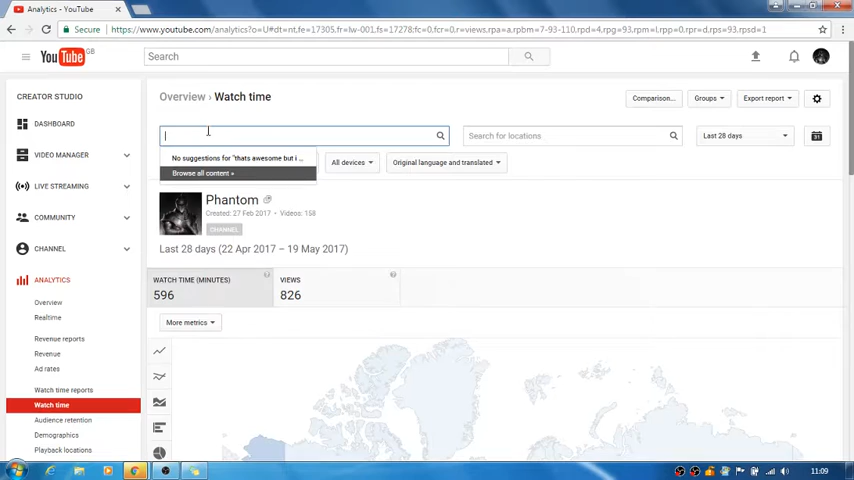 Analytics - YouTube
Secure https://www.youtube.com/analytics?o=U#dt=nt,fe=17305,fr=lw-001,fs=17278;fc=0,fcr=0,r=views,rpa=a,rpbm=7-93-110,rpd=4,rpg=93,rpm=l,rpp=0,rpr=d,rps=93,rpsd=1
YouTube GB
Search
CREATOR STUDIO
DASHBOARD
VIDEO MANAGER
LIVE STREAMING
COMMUNITY
CHANNEL
ANALYTICS
Overview
Realtime
Revenue reports
Revenue
Ad rates
Watch time reports
Watch time
Audience retention
Demographics
Playback locations
Overview › Watch time
Comparison...
Groups
Export report
Search for locations
Last 28 days
No suggestions for "thats awesome but i ...
Browse all content »
All devices
Original language and translated
Phantom
Created: 27 Feb 2017 • Videos: 158
CHANNEL
Last 28 days (22 Apr 2017 – 19 May 2017)
WATCH TIME (MINUTES)
596
VIEWS
826
More metrics
11:09